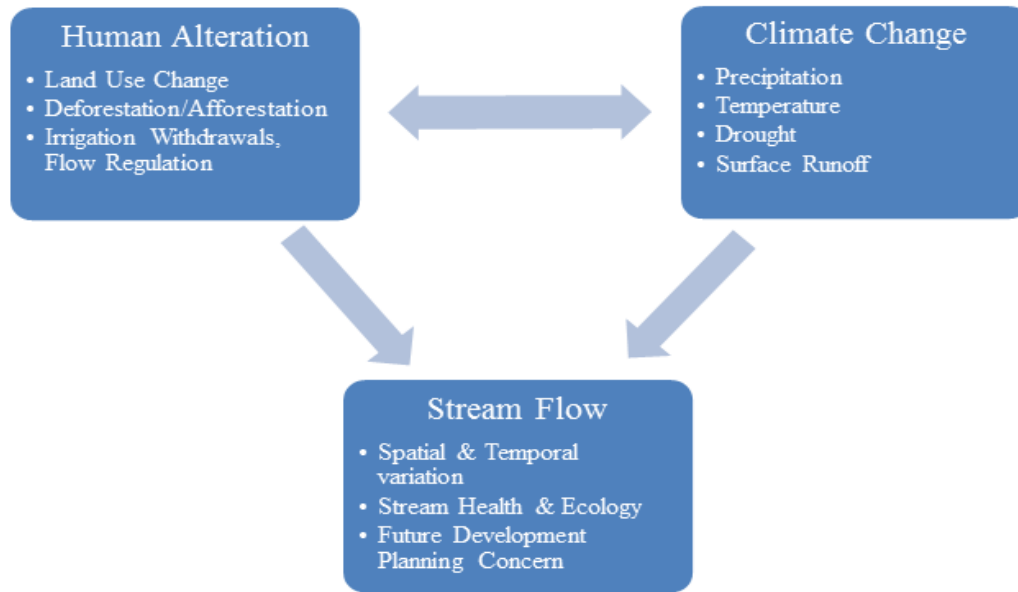 Human Alteration
• Land Use Change
• Deforestation/Afforestation
• Irrigation Withdrawals,
Flow Regulation
Climate Change
• Precipitation
• Temperature
• Drought
• Surface Runoff
Stream Flow
• Spatial & Temporal
variation
• Stream Health & Ecology
• Future Development
Planning Concern